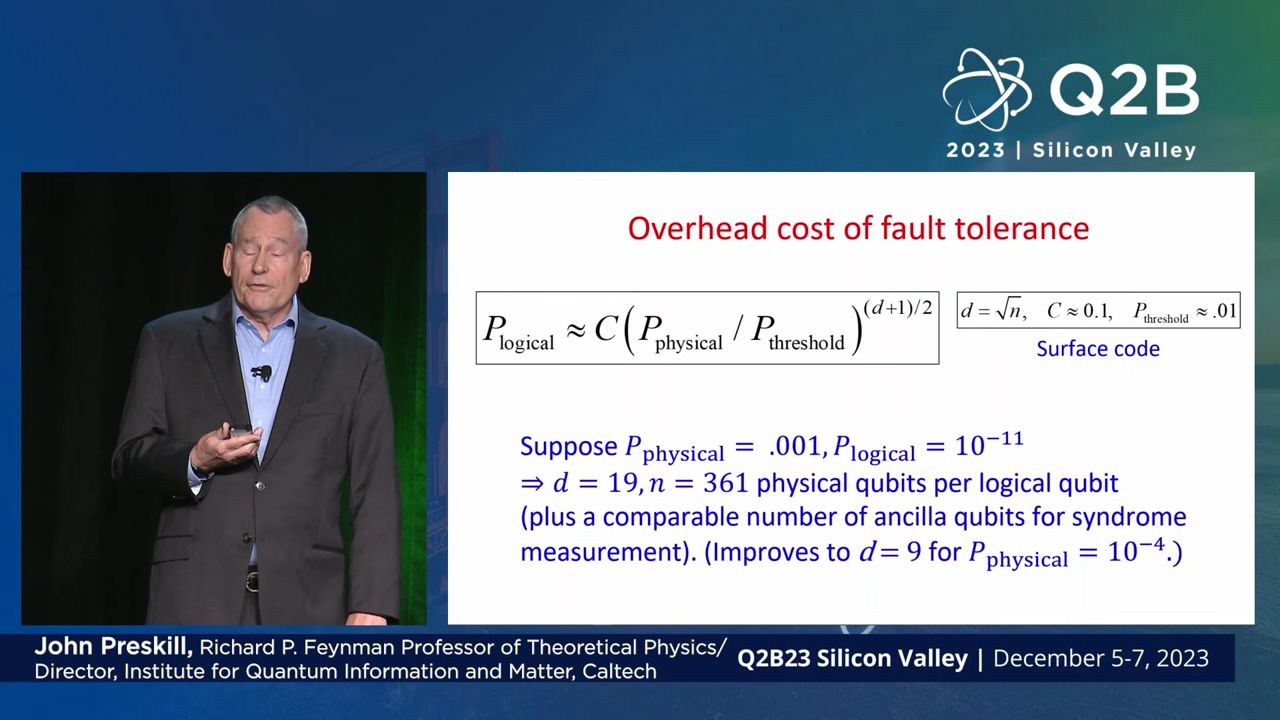 Q2B
2023 | Silicon Valley
Overhead cost of fault tolerance
P_logical ≈ C(P_physical / P_threshold)^(d+1)/2
d = √n, C ≈ 0.1, P_threshold ≈ .01
Surface code
Suppose P_physical = .001, P_logical = 10⁻¹¹
⇒ d = 19, n = 361 physical qubits per logical qubit
(plus a comparable number of ancilla qubits for syndrome
measurement). (Improves to d = 9 for P_physical = 10⁻⁴.)
John Preskill, Richard P. Feynman Professor of Theoretical Physics/
Director, Institute for Quantum Information and Matter, Caltech
Q2B23 Silicon Valley | December 5-7, 2023